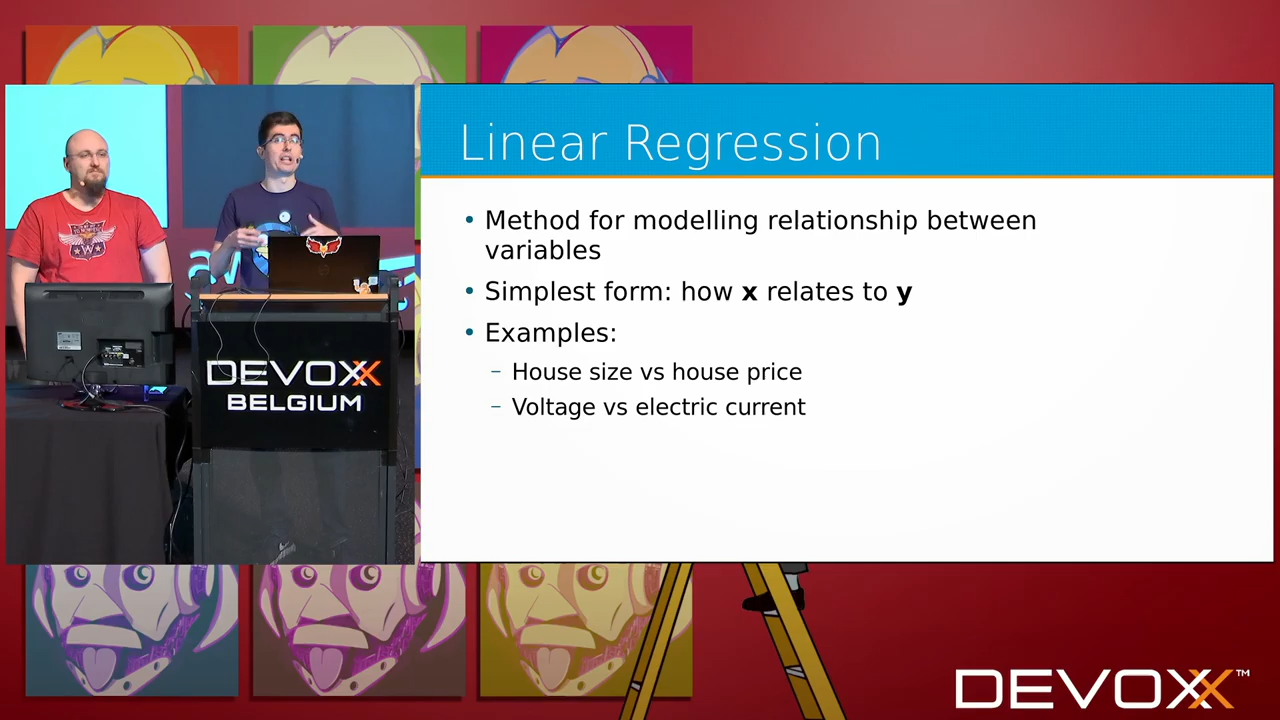 Linear Regression
• Method for modelling relationship between
variables
• Simplest form: how x relates to y
• Examples:
– House size vs house price
– Voltage vs electric current
W
DEVOXX
BELGIUM
DEVOXX™